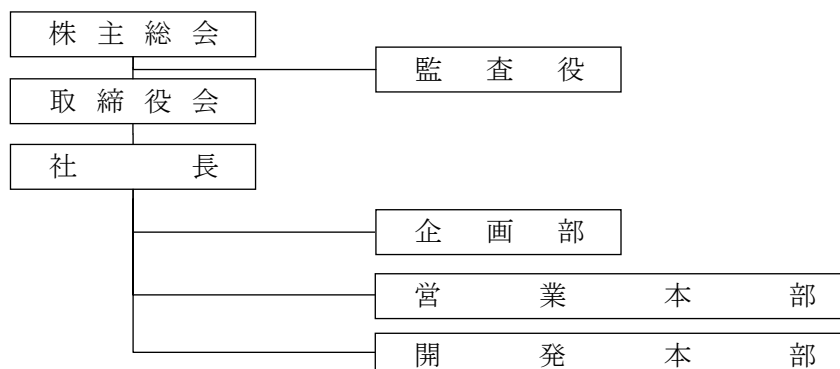 株主総会
監査役
取締役会
社長
企画部
営業本部
開発本部